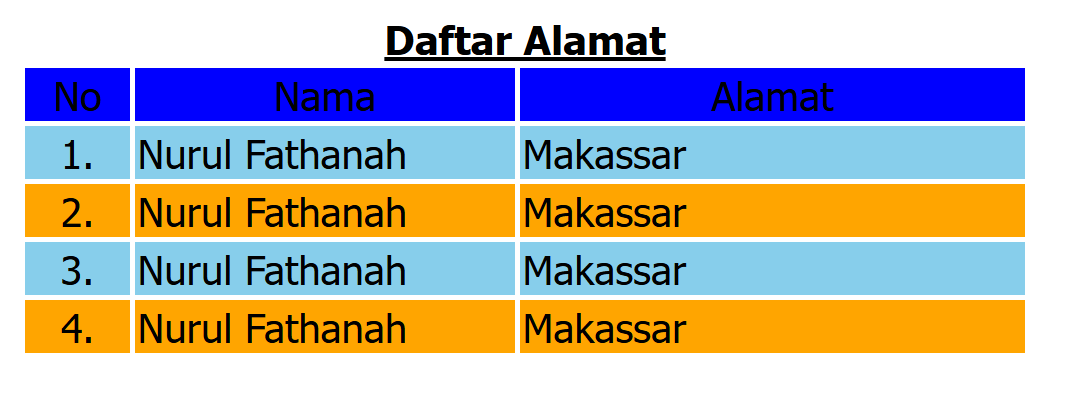 Daftar Alamat
No Nama Alamat
1. Nurul Fathanah Makassar
2. Nurul Fathanah Makassar
3. Nurul Fathanah Makassar
4. Nurul Fathanah Makassar